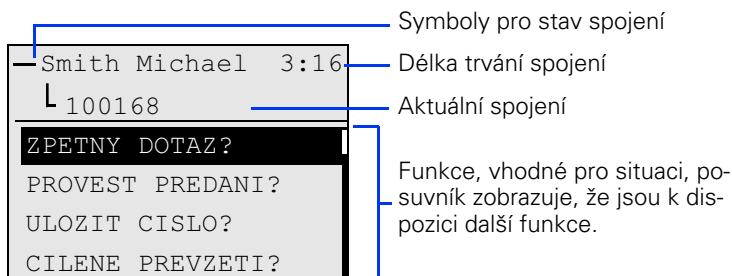 Symboly pro stav spojení
Smith Michael 3:16
Délka trvání spojení
100168
Aktuální spojení
ZPETNY DOTAZ?
PROVEST PREDANI?
ULOZIT CISLO?
CILENE PREVZETI?
Funkce, vhodné pro situaci, po-
suvník zobrazuje, že jsou k dis-
pozici další funkce.